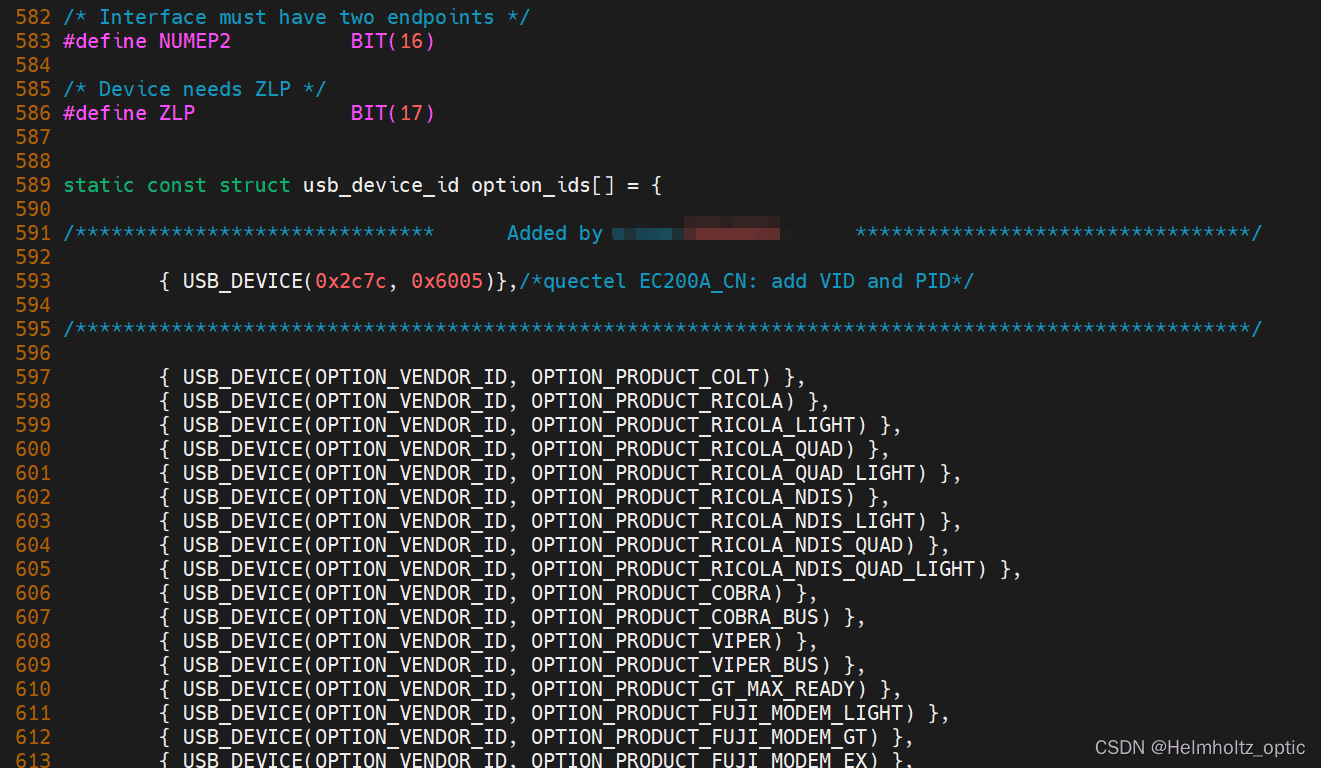 582 /* Interface must have two endpoints */
583 #define NUMEP2          BIT(16)
584
585 /* Device needs ZLP */
586 #define ZLP             BIT(17)
587
588
589 static const struct usb_device_id option_ids[] = {
590
591 /******************************      Added by      *********************************/
592
593         { USB_DEVICE(0x2c7c, 0x6005)},/*quectel EC200A_CN: add VID and PID*/
594
595 /**************************************************************************************************/
596
597         { USB_DEVICE(OPTION_VENDOR_ID, OPTION_PRODUCT_COLT) },
598         { USB_DEVICE(OPTION_VENDOR_ID, OPTION_PRODUCT_RICOLA) },
599         { USB_DEVICE(OPTION_VENDOR_ID, OPTION_PRODUCT_RICOLA_LIGHT) },
600         { USB_DEVICE(OPTION_VENDOR_ID, OPTION_PRODUCT_RICOLA_QUAD) },
601         { USB_DEVICE(OPTION_VENDOR_ID, OPTION_PRODUCT_RICOLA_QUAD_LIGHT) },
602         { USB_DEVICE(OPTION_VENDOR_ID, OPTION_PRODUCT_RICOLA_NDIS) },
603         { USB_DEVICE(OPTION_VENDOR_ID, OPTION_PRODUCT_RICOLA_NDIS_LIGHT) },
604         { USB_DEVICE(OPTION_VENDOR_ID, OPTION_PRODUCT_RICOLA_NDIS_QUAD) },
605         { USB_DEVICE(OPTION_VENDOR_ID, OPTION_PRODUCT_RICOLA_NDIS_QUAD_LIGHT) },
606         { USB_DEVICE(OPTION_VENDOR_ID, OPTION_PRODUCT_COBRA) },
607         { USB_DEVICE(OPTION_VENDOR_ID, OPTION_PRODUCT_COBRA_BUS) },
608         { USB_DEVICE(OPTION_VENDOR_ID, OPTION_PRODUCT_VIPER) },
609         { USB_DEVICE(OPTION_VENDOR_ID, OPTION_PRODUCT_VIPER_BUS) },
610         { USB_DEVICE(OPTION_VENDOR_ID, OPTION_PRODUCT_GT_MAX_READY) },
611         { USB_DEVICE(OPTION_VENDOR_ID, OPTION_PRODUCT_FUJI_MODEM_LIGHT) },
612         { USB_DEVICE(OPTION_VENDOR_ID, OPTION_PRODUCT_FUJI_MODEM_GT) },
613         { USB_DEVICE(OPTION_VENDOR_ID, OPTION_PRODUCT_FUJI_MODEM_EX) },
CSDN @Helmholtz_optic